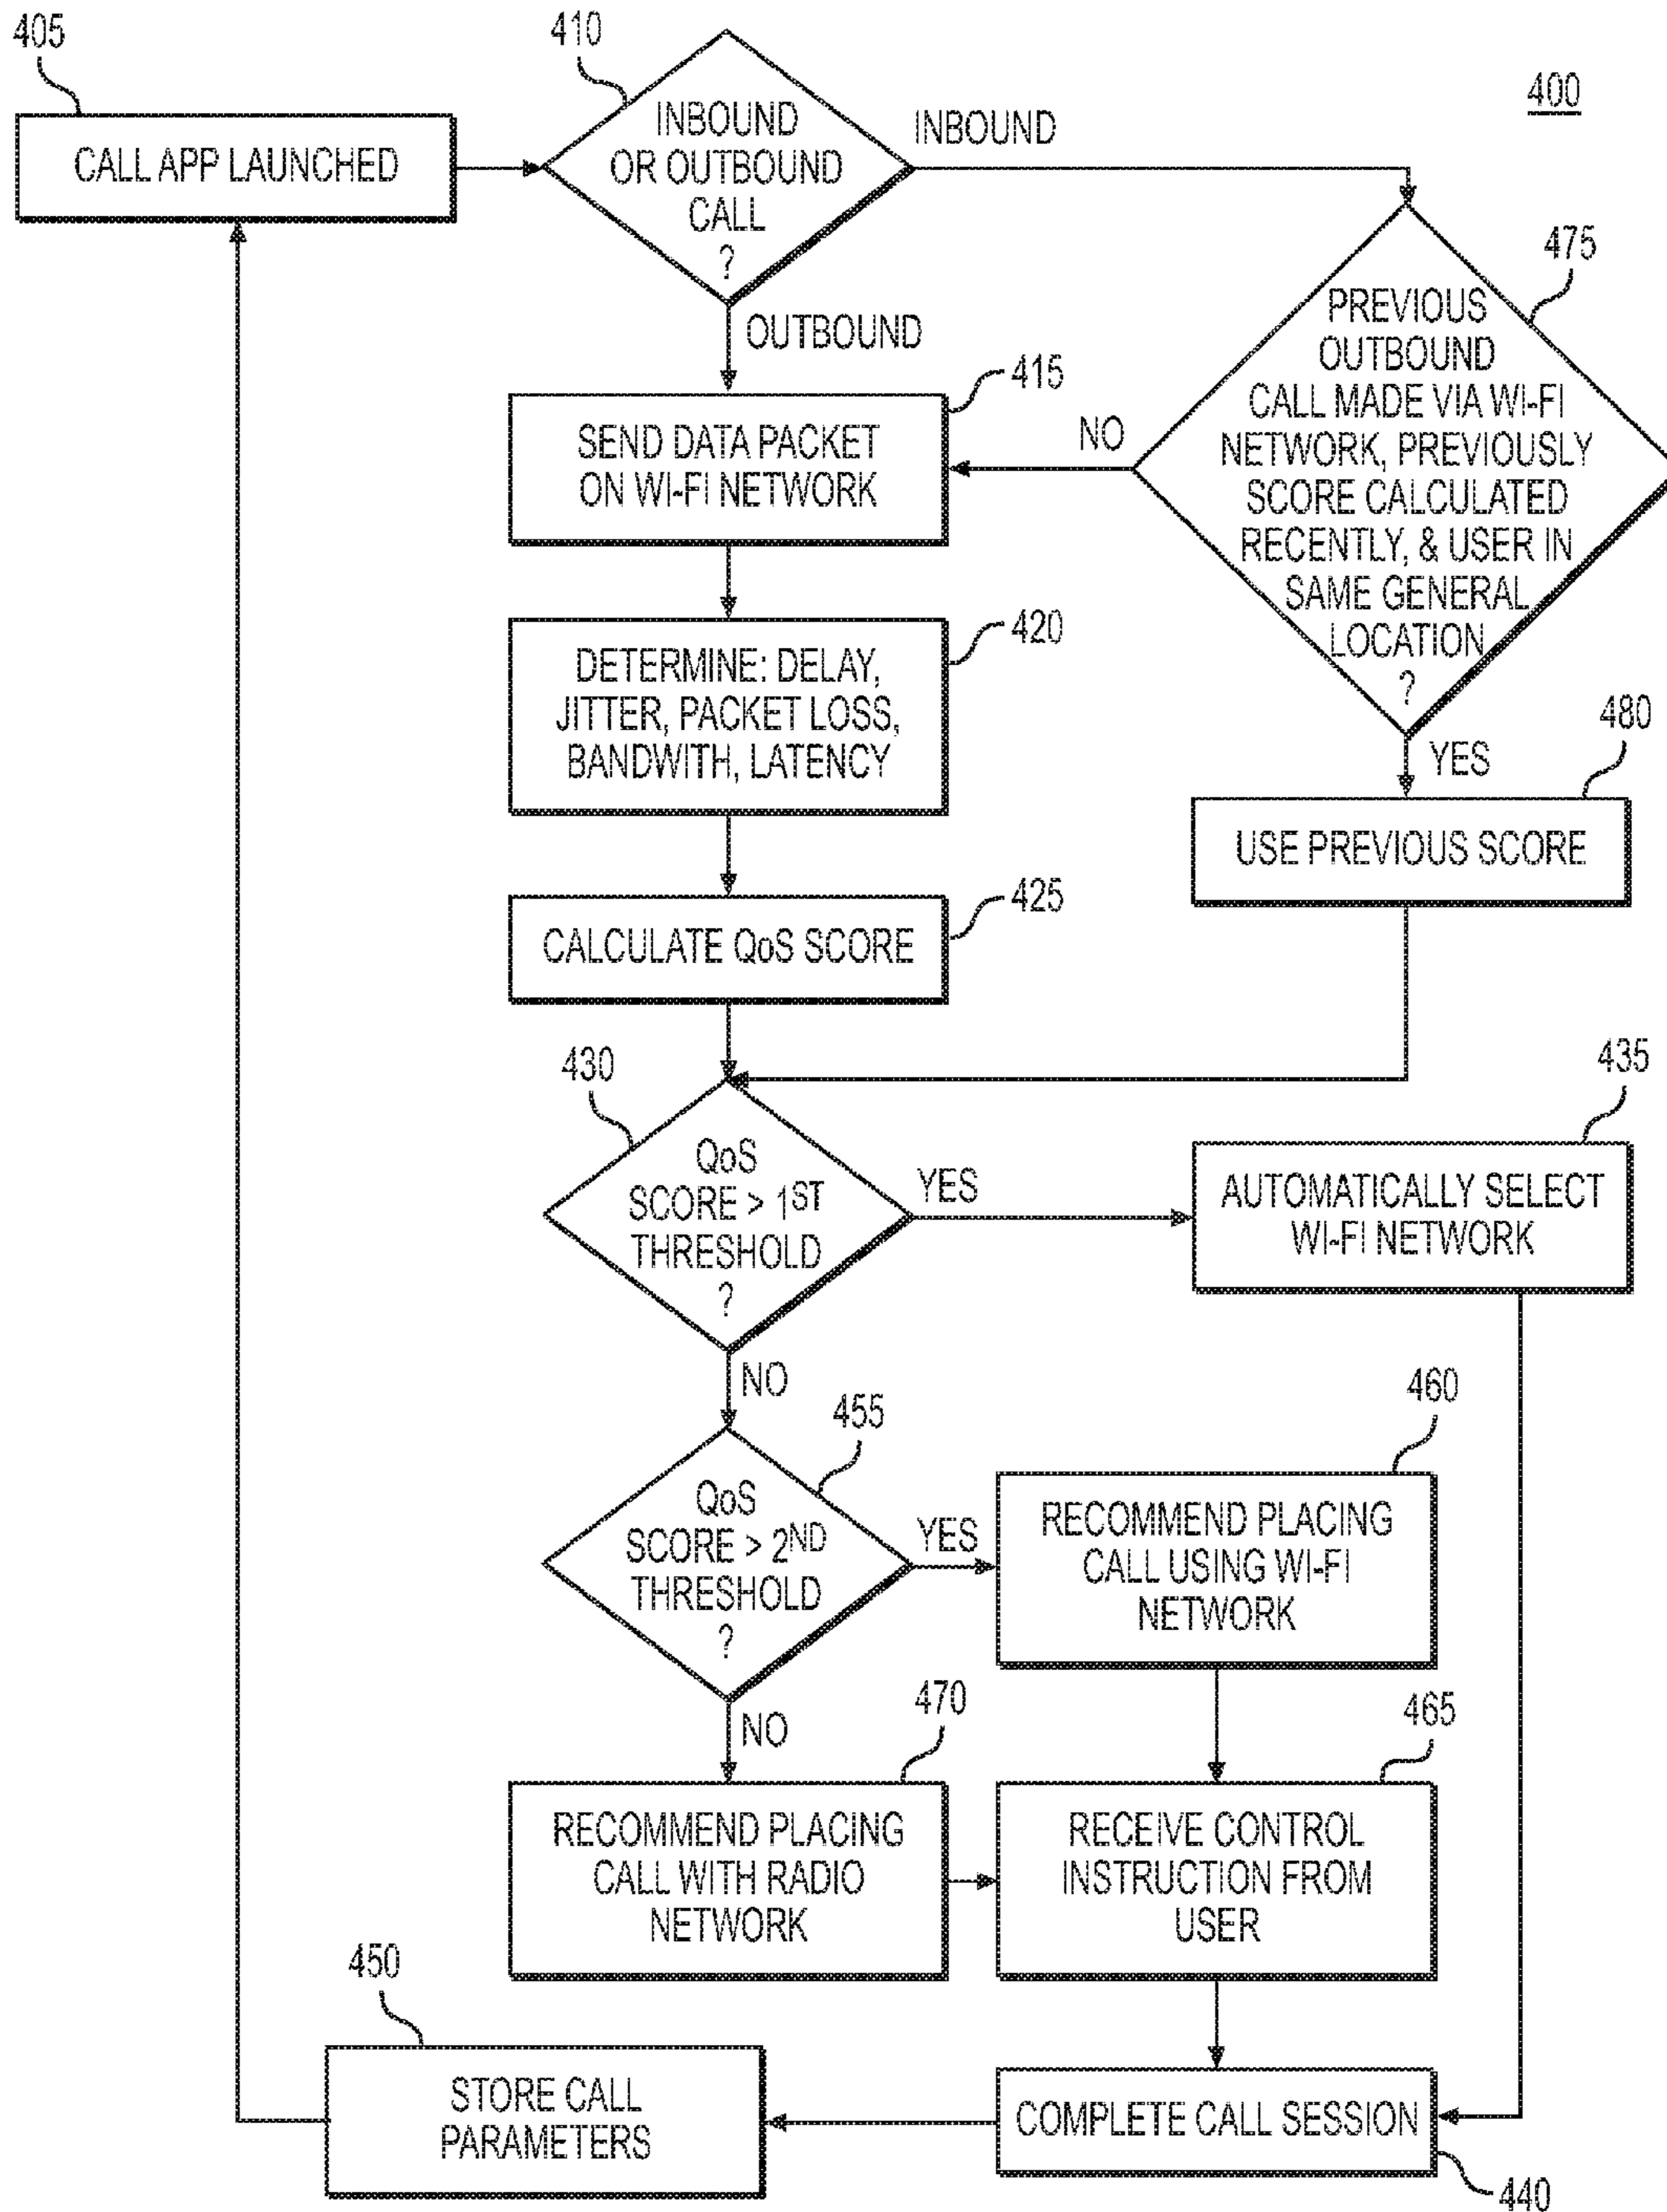 400
405
CALL APP LAUNCHED
410
INBOUND
OR OUTBOUND
CALL
?
INBOUND
OUTBOUND
475
PREVIOUS
OUTBOUND
CALL MADE VIA WI-FI
NETWORK, PREVIOUSLY
SCORE CALCULATED
RECENTLY, & USER IN
SAME GENERAL
LOCATION
?
NO
YES
415
SEND DATA PACKET
ON WI-FI NETWORK
420
DETERMINE: DELAY,
JITTER, PACKET LOSS,
BANDWITH, LATENCY
480
USE PREVIOUS SCORE
425
CALCULATE QoS SCORE
430
QoS
SCORE > 1ST
THRESHOLD
?
YES
NO
435
AUTOMATICALLY SELECT
WI-FI NETWORK
455
QoS
SCORE > 2ND
THRESHOLD
?
YES
NO
460
RECOMMEND PLACING
CALL USING WI-FI
NETWORK
470
RECOMMEND PLACING
CALL WITH RADIO
NETWORK
465
RECEIVE CONTROL
INSTRUCTION FROM
USER
450
STORE CALL
PARAMETERS
COMPLETE CALL SESSION
440